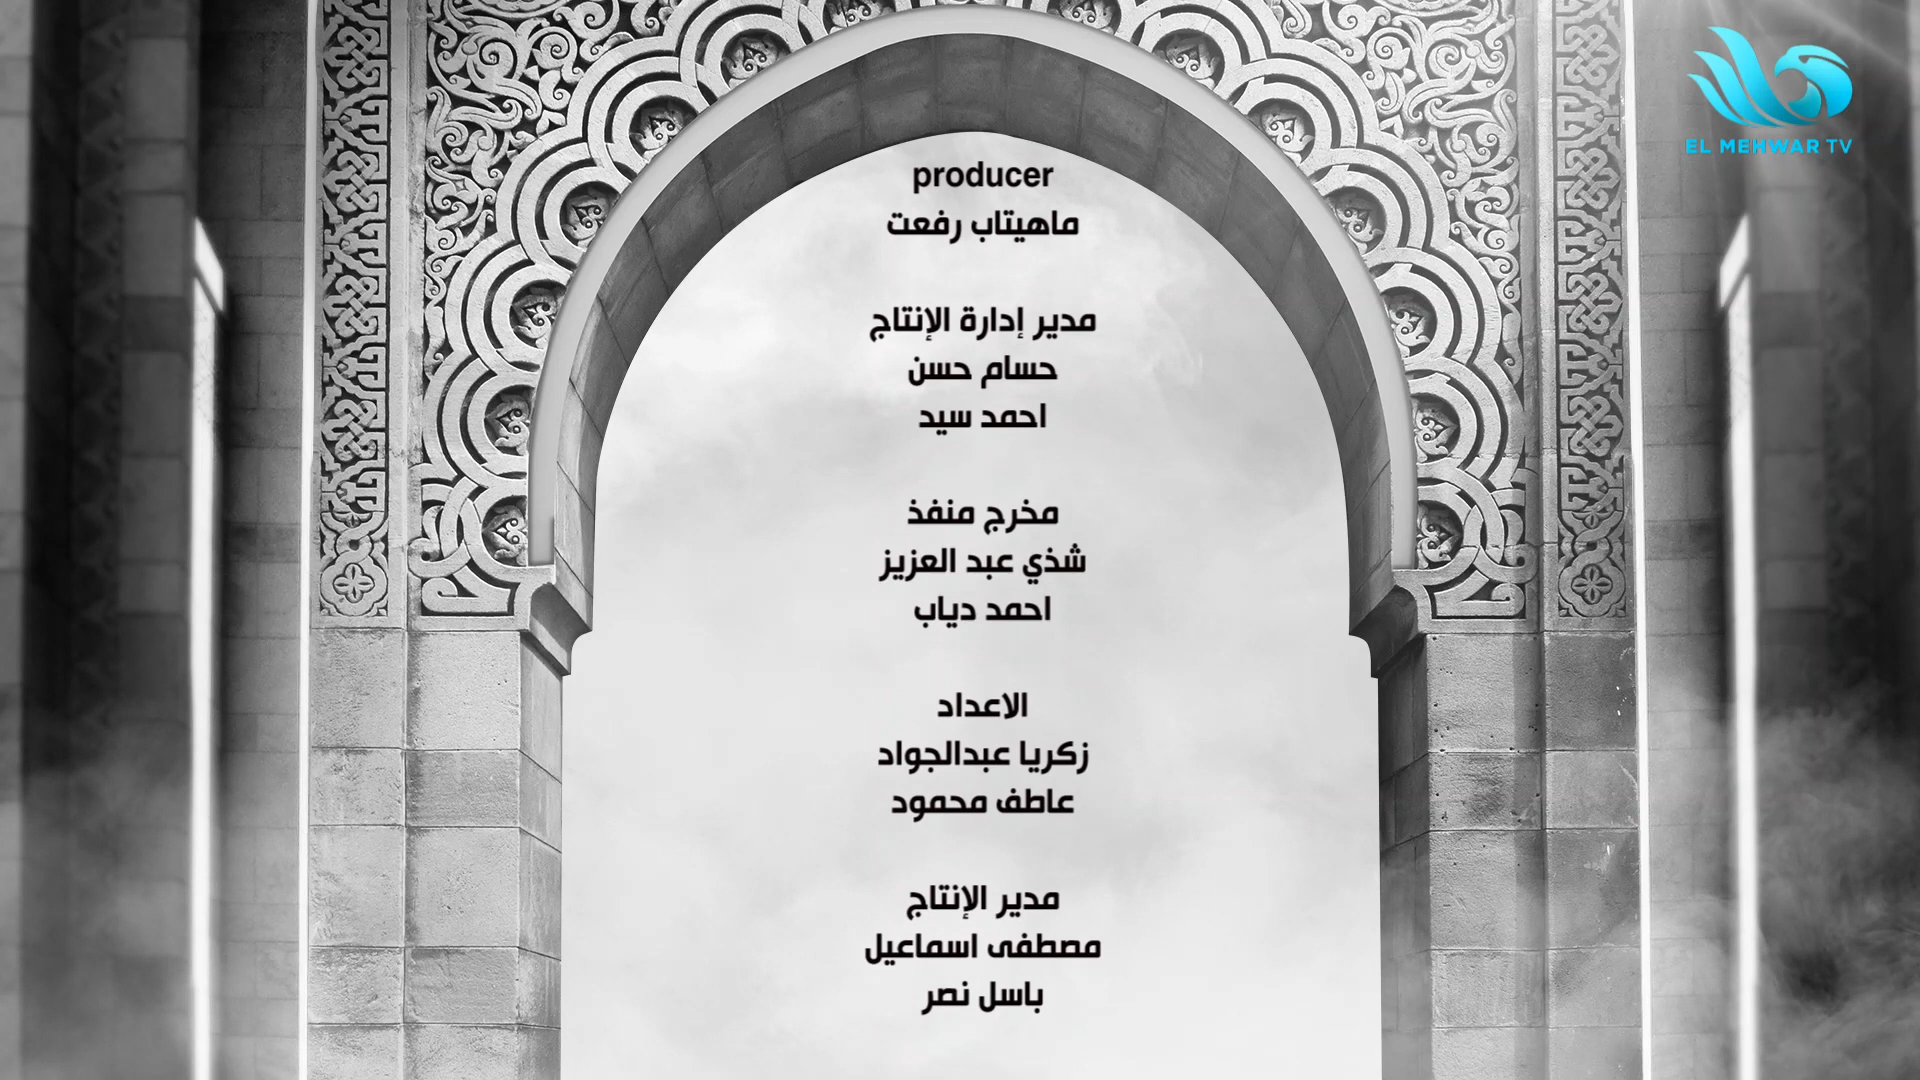 EL MEHWAR TV
producer
ماهيتاب رفعت
مدير إدارة الإنتاج
حسام حسن
احمد سيد
مخرج منفذ
شذي عبد العزيز
احمد دياب
الاعداد
زكريا عبدالجواد
عاطف محمود
مدير الإنتاج
مصطفى اسماعيل
باسل نصر